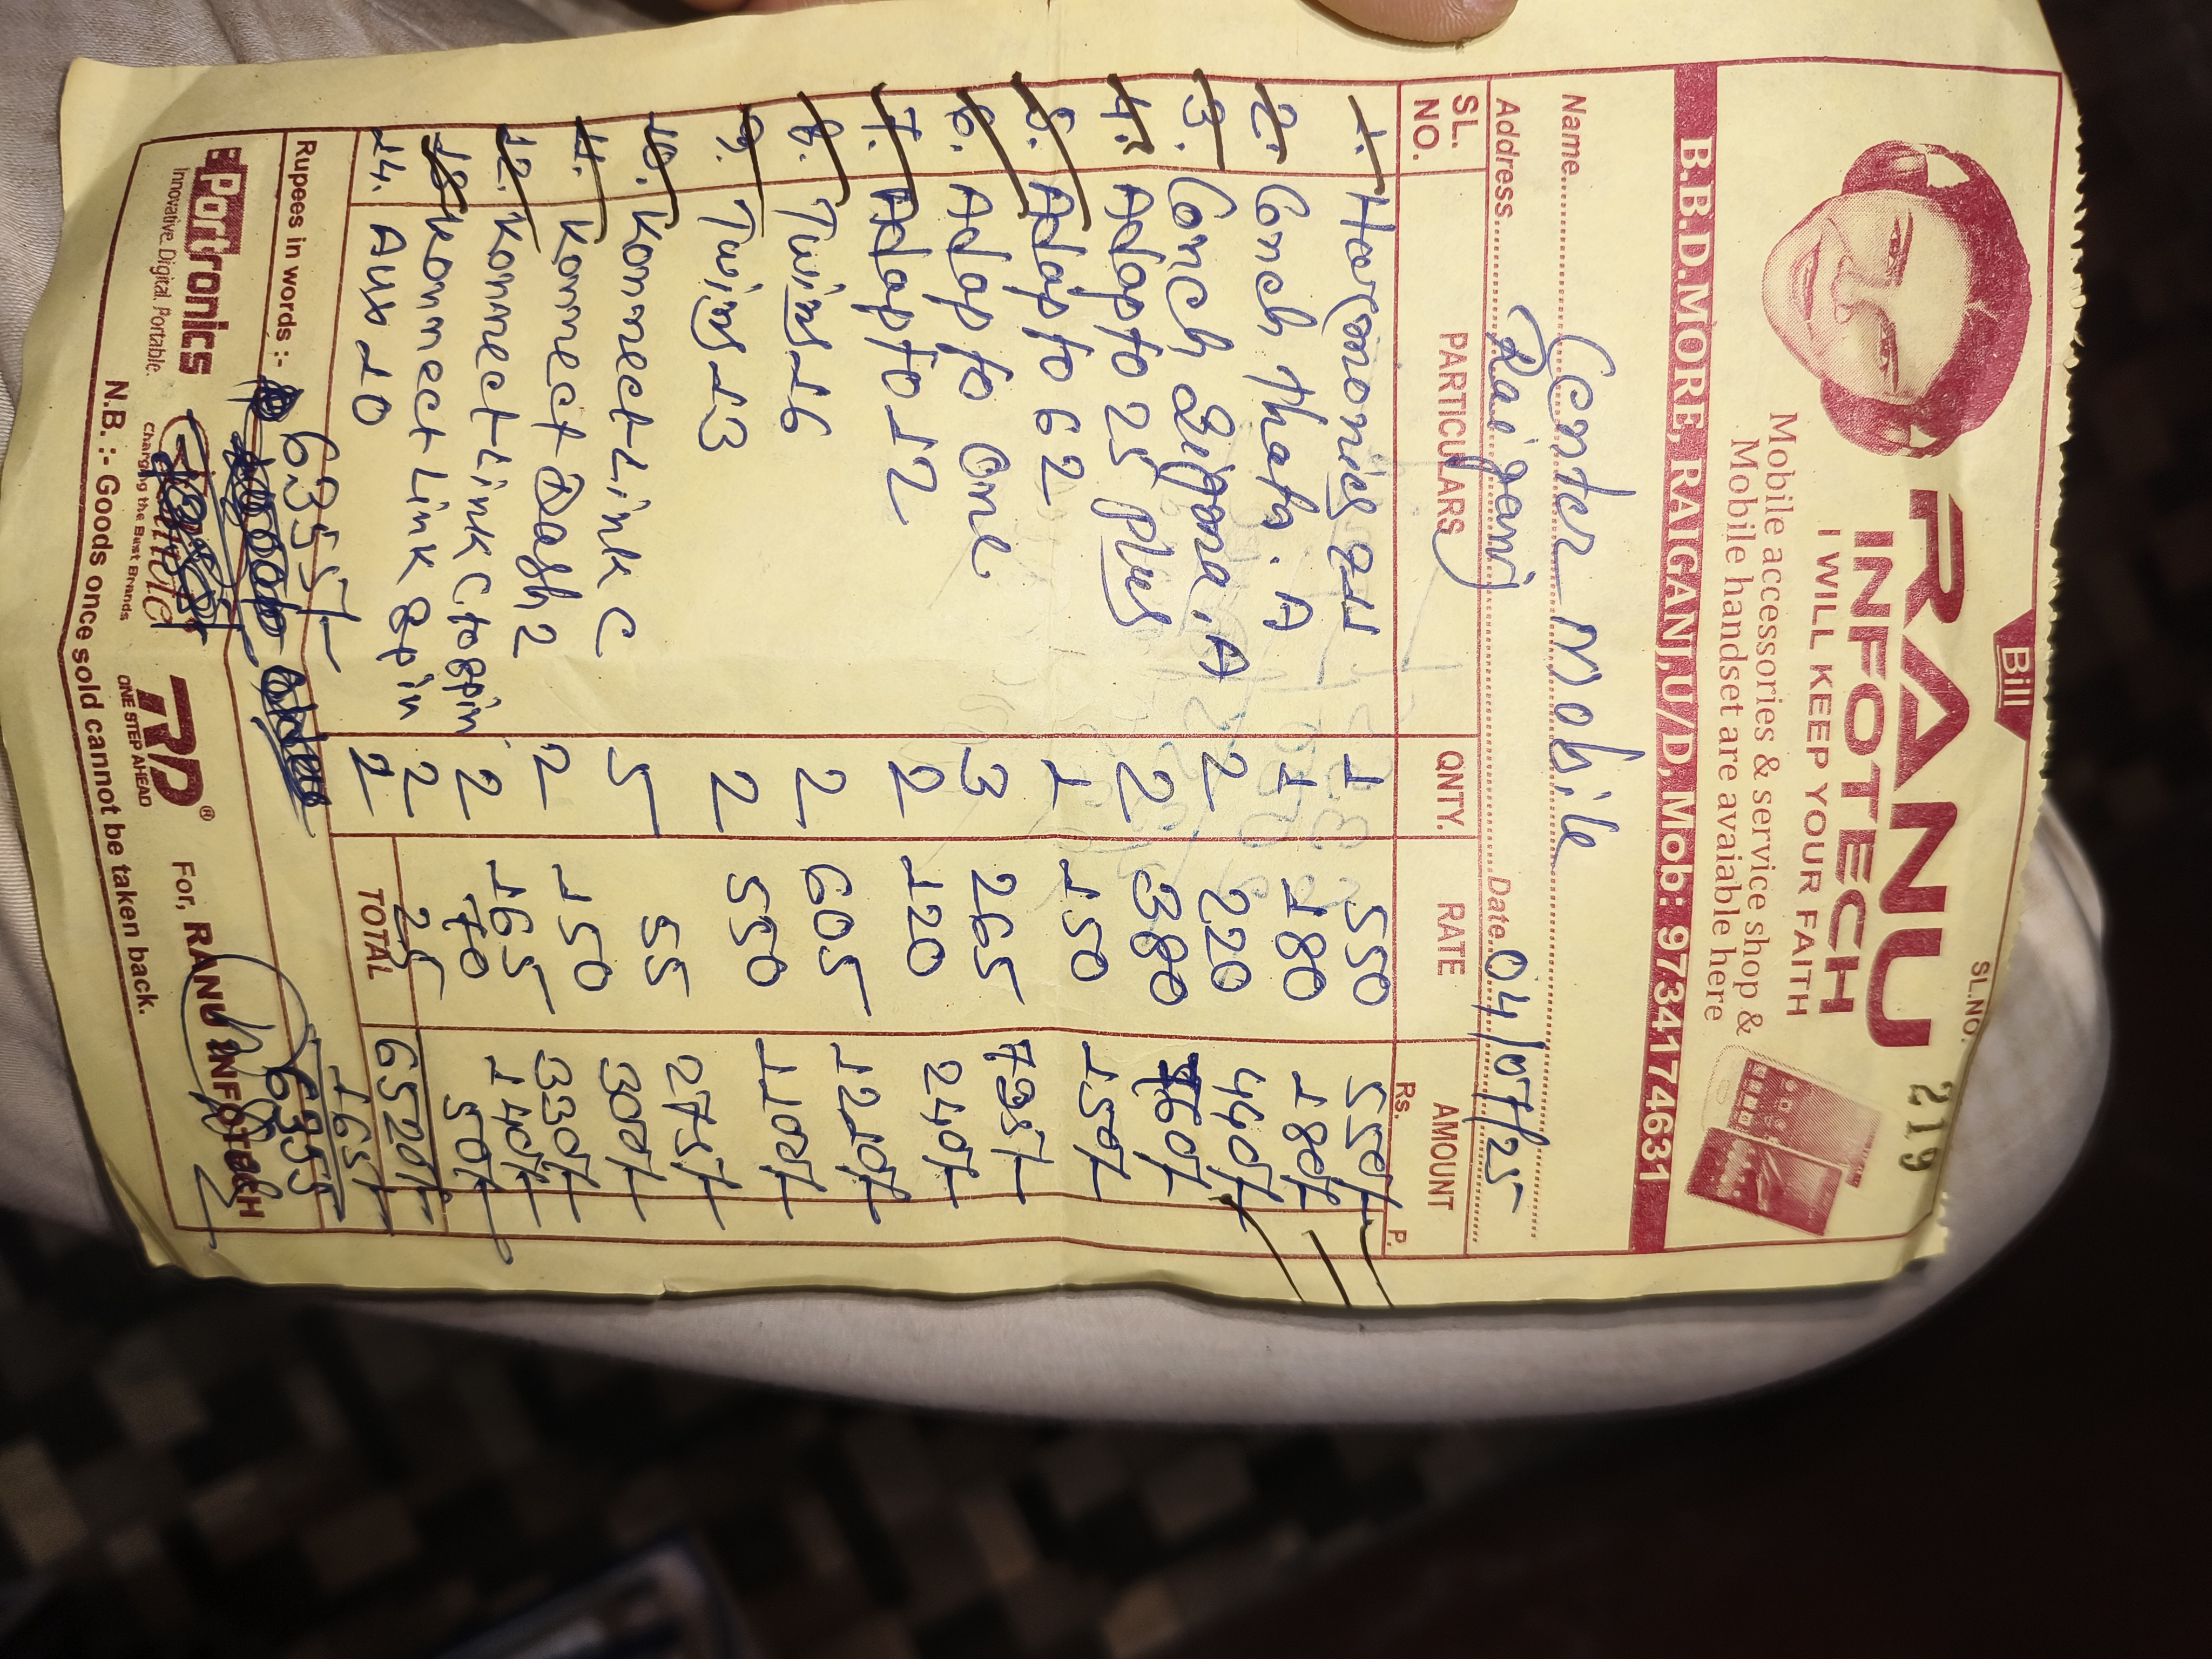 Bill
SL.NO. 219
RANU
INFOTECH
I WILL KEEP YOUR FAITH
Mobile accessories & service shop &
Mobile handset are avaiable here
B.B.D.MORE, RAIGANJ,U/D, Mob: 9734174631
Name Center Mobile
Address Raiganj Date 04/07/25
SL. NO. PARTICULARS QNTY. RATE AMOUNT
Rs. P.
1. Harmonics 211 1 550 550/-
2. Conch Theta. A 1 180 180/-
3. Conch A 2 220 440/-
4. Adapto 25 Plus 2 380 760/-
5. Adapto 62 1 150 150/-
6. Adapto One 3 265 795/-
7. Adapto 12 2 120 240/-
8. Twins 16 2 605 1210/-
9. Twins 13 2 550 1100/-
10. Konnect Link C 5 55 275/-
11. Konnect Dash 2 2 150 300/-
12. Konnect Link C to 8pin 2 165 330/-
13. Konnect Link 8pin 2 70 140/-
14. Aux 10 2 25 50/-
TOTAL 6520/-
165/-
6355
Rupees in words :- 6355/-
Portronics
Innovative. Digital. Portable.
Charging the Best Brands
RD®
ONE STEP AHEAD
For, RANU INFOTECH
N.B. :- Goods once sold cannot be taken back.